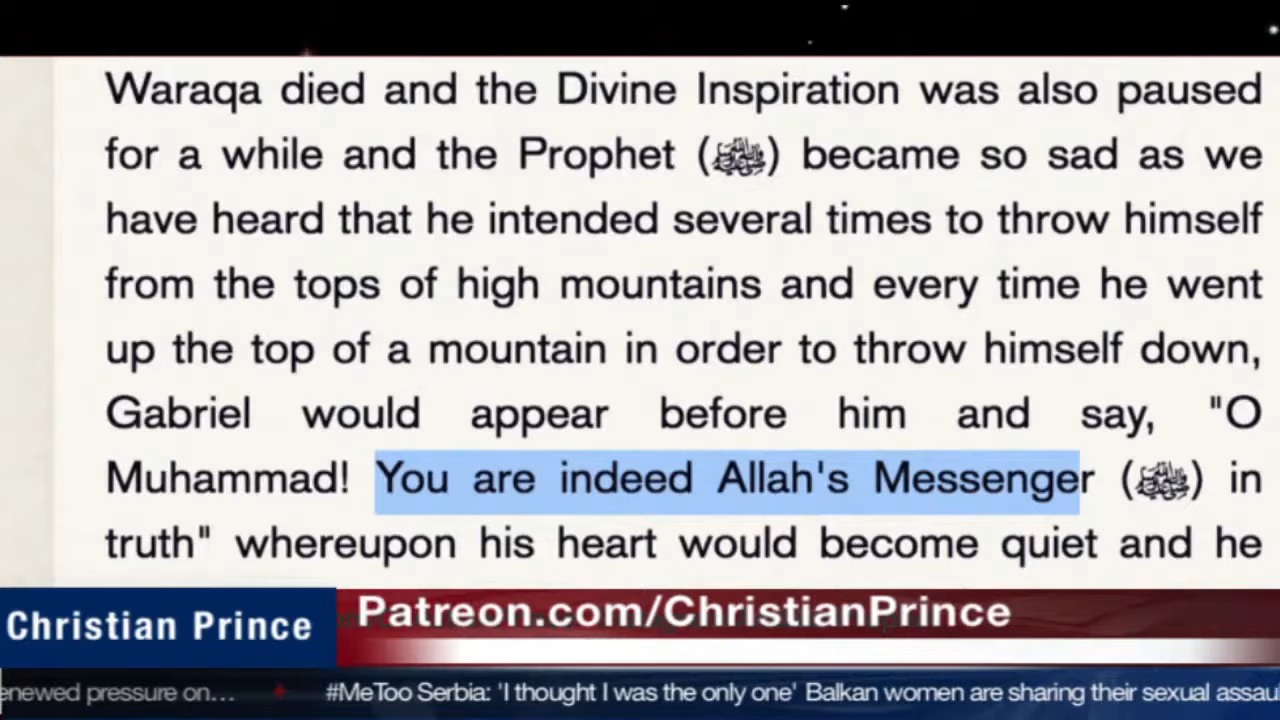 Waraqa died and the Divine Inspiration was also paused
for a while and the Prophet (ﷺ) became so sad as we
have heard that he intended several times to throw himself
from the tops of high mountains and every time he went
up the top of a mountain in order to throw himself down,
Gabriel would appear before him and say, "O
Muhammad! You are indeed Allah's Messenger (ﷺ) in
truth" whereupon his heart would become quiet and he
Christian Prince
Patreon.com/ChristianPrince
enewed pressure on... #MeToo Serbia: 'I thought I was the only one' Balkan women are sharing their sexual assau